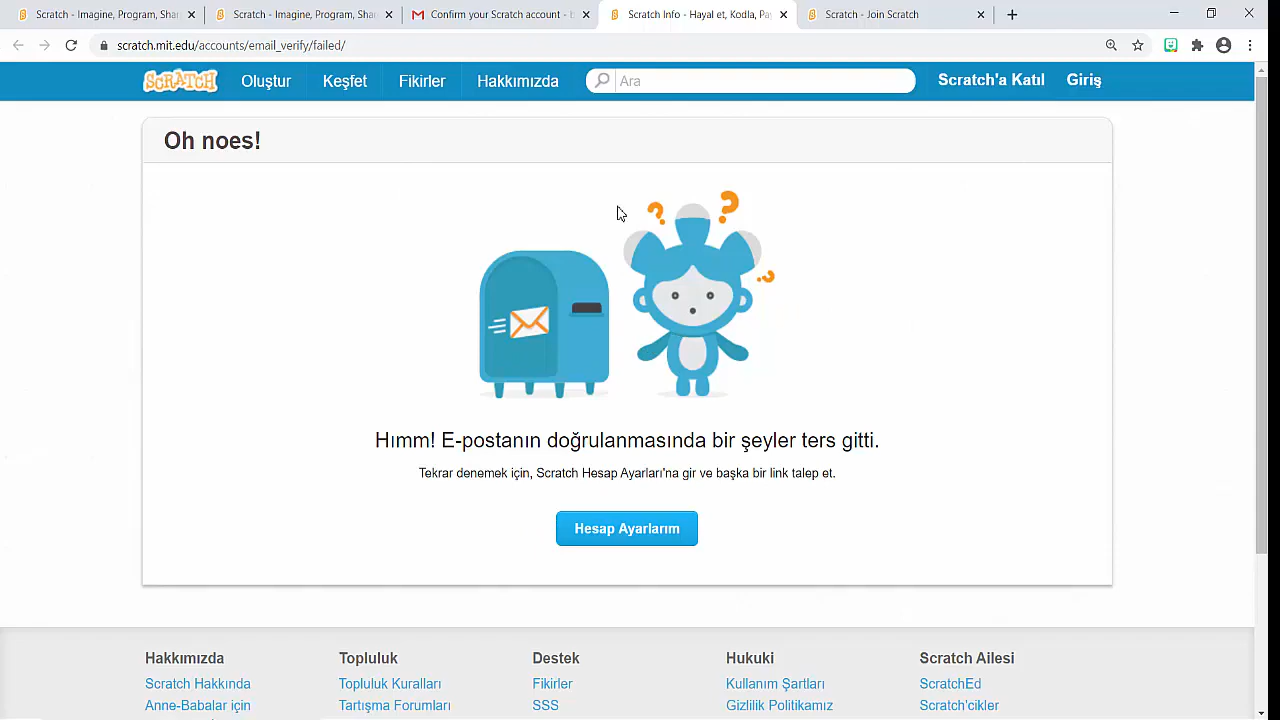 Scratch - Imagine, Program, Shar
Scratch - Imagine, Program, Shar
Confirm your Scratch account - b
Scratch Info - Hayal et, Kodla, Pay
Scratch - Join Scratch
scratch.mit.edu/accounts/email_verify/failed/
SCRATCH
Oluştur
Keşfet
Fikirler
Hakkımızda
Ara
Scratch'a Katıl
Giriş
Oh noes!
Hımm! E-postanın doğrulanmasında bir şeyler ters gitti.
Tekrar denemek için, Scratch Hesap Ayarları'na gir ve başka bir link talep et.
Hesap Ayarlarım
Hakkımızda
Topluluk
Destek
Hukuki
Scratch Ailesi
Scratch Hakkında
Topluluk Kuralları
Fikirler
Kullanım Şartları
ScratchEd
Anne-Babalar için
Tartışma Forumları
SSS
Gizlilik Politikamız
Scratch'cikler